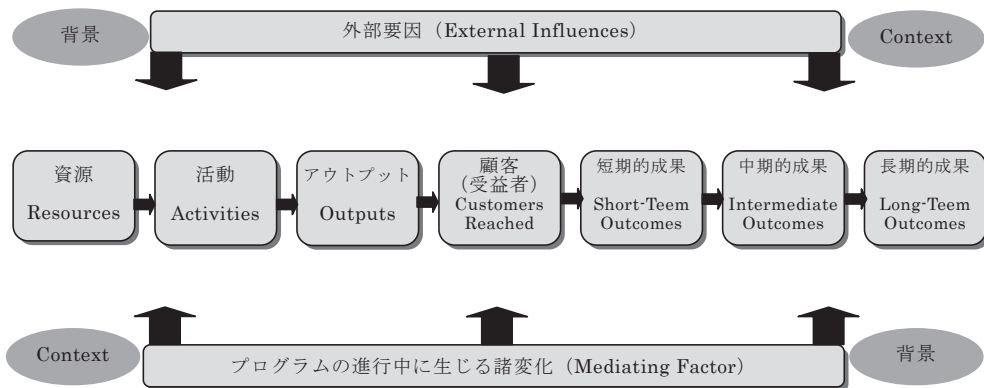 背景
外部要因（External Influences）
Context
資源
Resources
活動
Activities
アウトプット
Outputs
顧客
（受益者）
Customers
Reached
短期的成果
Short-Teem
Outcomes
中期的成果
Intermediate
Outcomes
長期的成果
Long-Teem
Outcomes
Context
プログラムの進行中に生じる諸変化（Mediating Factor）
背景